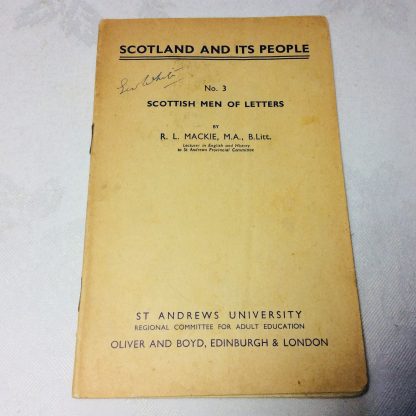 SCOTLAND AND ITS PEOPLE
No. 3
SCOTTISH MEN OF LETTERS
BY
R. L. MACKIE, M.A., B.Litt.
Lecturer in English and History
to St Andrews Provincial Committee
ST ANDREWS UNIVERSITY
REGIONAL COMMITTEE FOR ADULT EDUCATION
OLIVER AND BOYD, EDINBURGH & LONDON